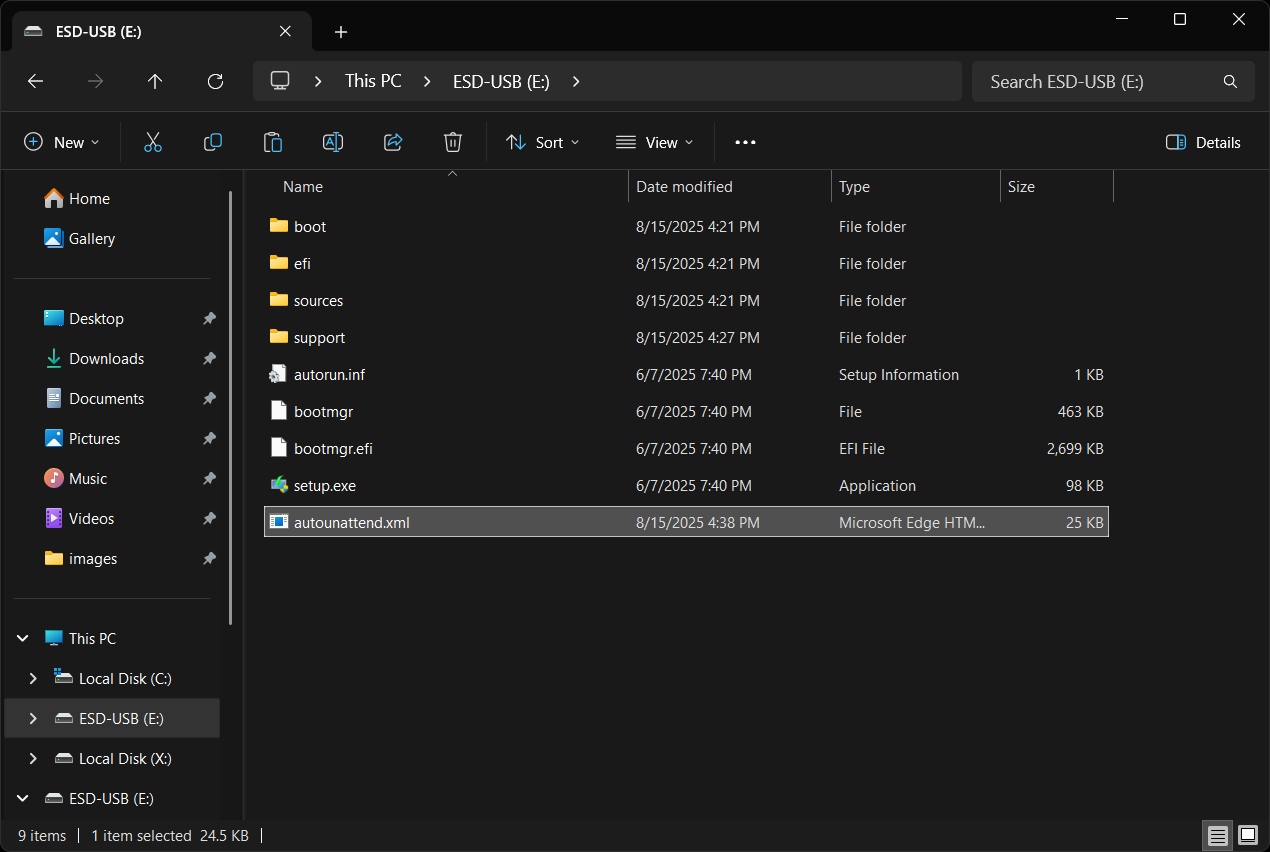 ESD-USB (E:)
This PC
ESD-USB (E:)
Search ESD-USB (E:)
New
Sort
View
Details
Name
Date modified
Type
Size
Home
Gallery
Desktop
Downloads
Documents
Pictures
Music
Videos
images
This PC
Local Disk (C:)
ESD-USB (E:)
Local Disk (X:)
ESD-USB (E:)
boot 8/15/2025 4:21 PM File folder
efi 8/15/2025 4:21 PM File folder
sources 8/15/2025 4:21 PM File folder
support 8/15/2025 4:27 PM File folder
autorun.inf 6/7/2025 7:40 PM Setup Information 1 KB
bootmgr 6/7/2025 7:40 PM File 463 KB
bootmgr.efi 6/7/2025 7:40 PM EFI File 2,699 KB
setup.exe 6/7/2025 7:40 PM Application 98 KB
autounattend.xml 8/15/2025 4:38 PM Microsoft Edge HTM... 25 KB
9 items
1 item selected 24.5 KB